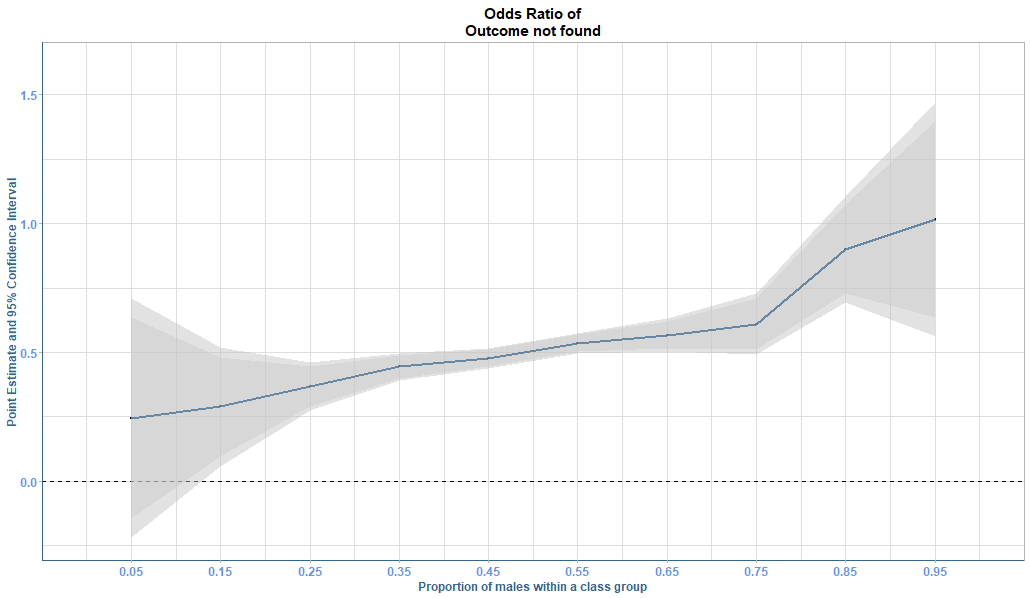 Odds Ratio of
Outcome not found
Point Estimate and 95% Confidence Interval
1.5
1.0
0.5
0.0
0.05 0.15 0.25 0.35 0.45 0.55 0.65 0.75 0.85 0.95
Proportion of males within a class group